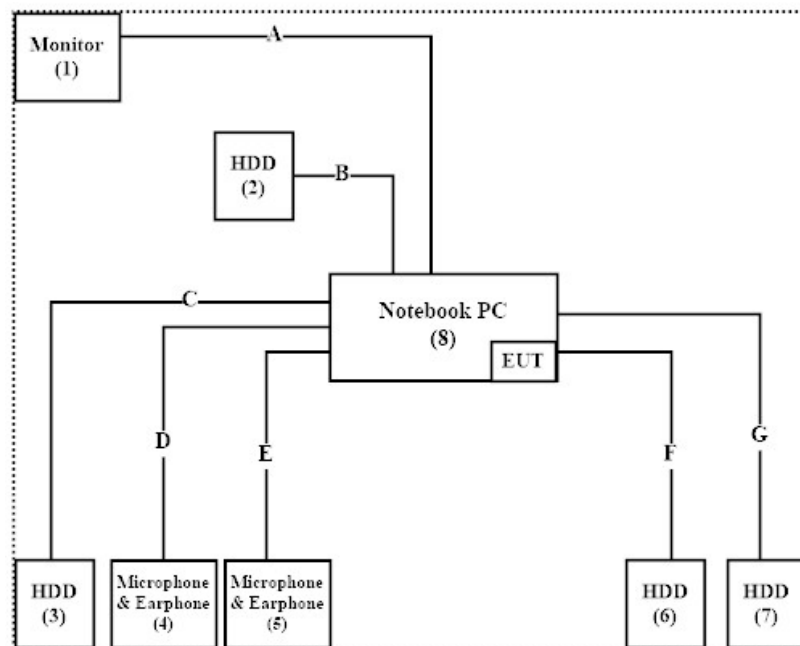 Monitor
(1)
A
HDD
(2)
B
C
Notebook PC
(8)
EUT
D
E
F
G
HDD
(3)
Microphone
& Earphone
(4)
Microphone
& Earphone
(5)
HDD
(6)
HDD
(7)